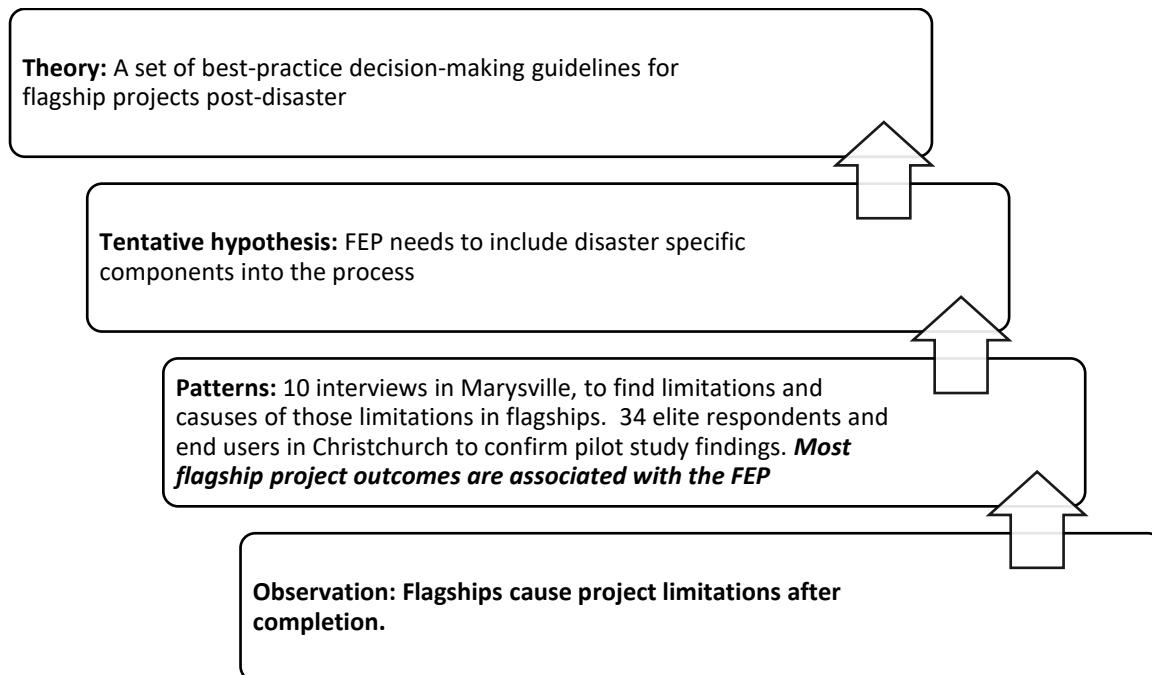 Theory: A set of best-practice decision-making guidelines for
flagship projects post-disaster
Tentative hypothesis: FEP needs to include disaster specific
components into the process
Patterns: 10 interviews in Marysville, to find limitations and
casuses of those limitations in flagships.  34 elite respondents and
end users in Christchurch to confirm pilot study findings. Most
flagship project outcomes are associated with the FEP
Observation: Flagships cause project limitations after
completion.